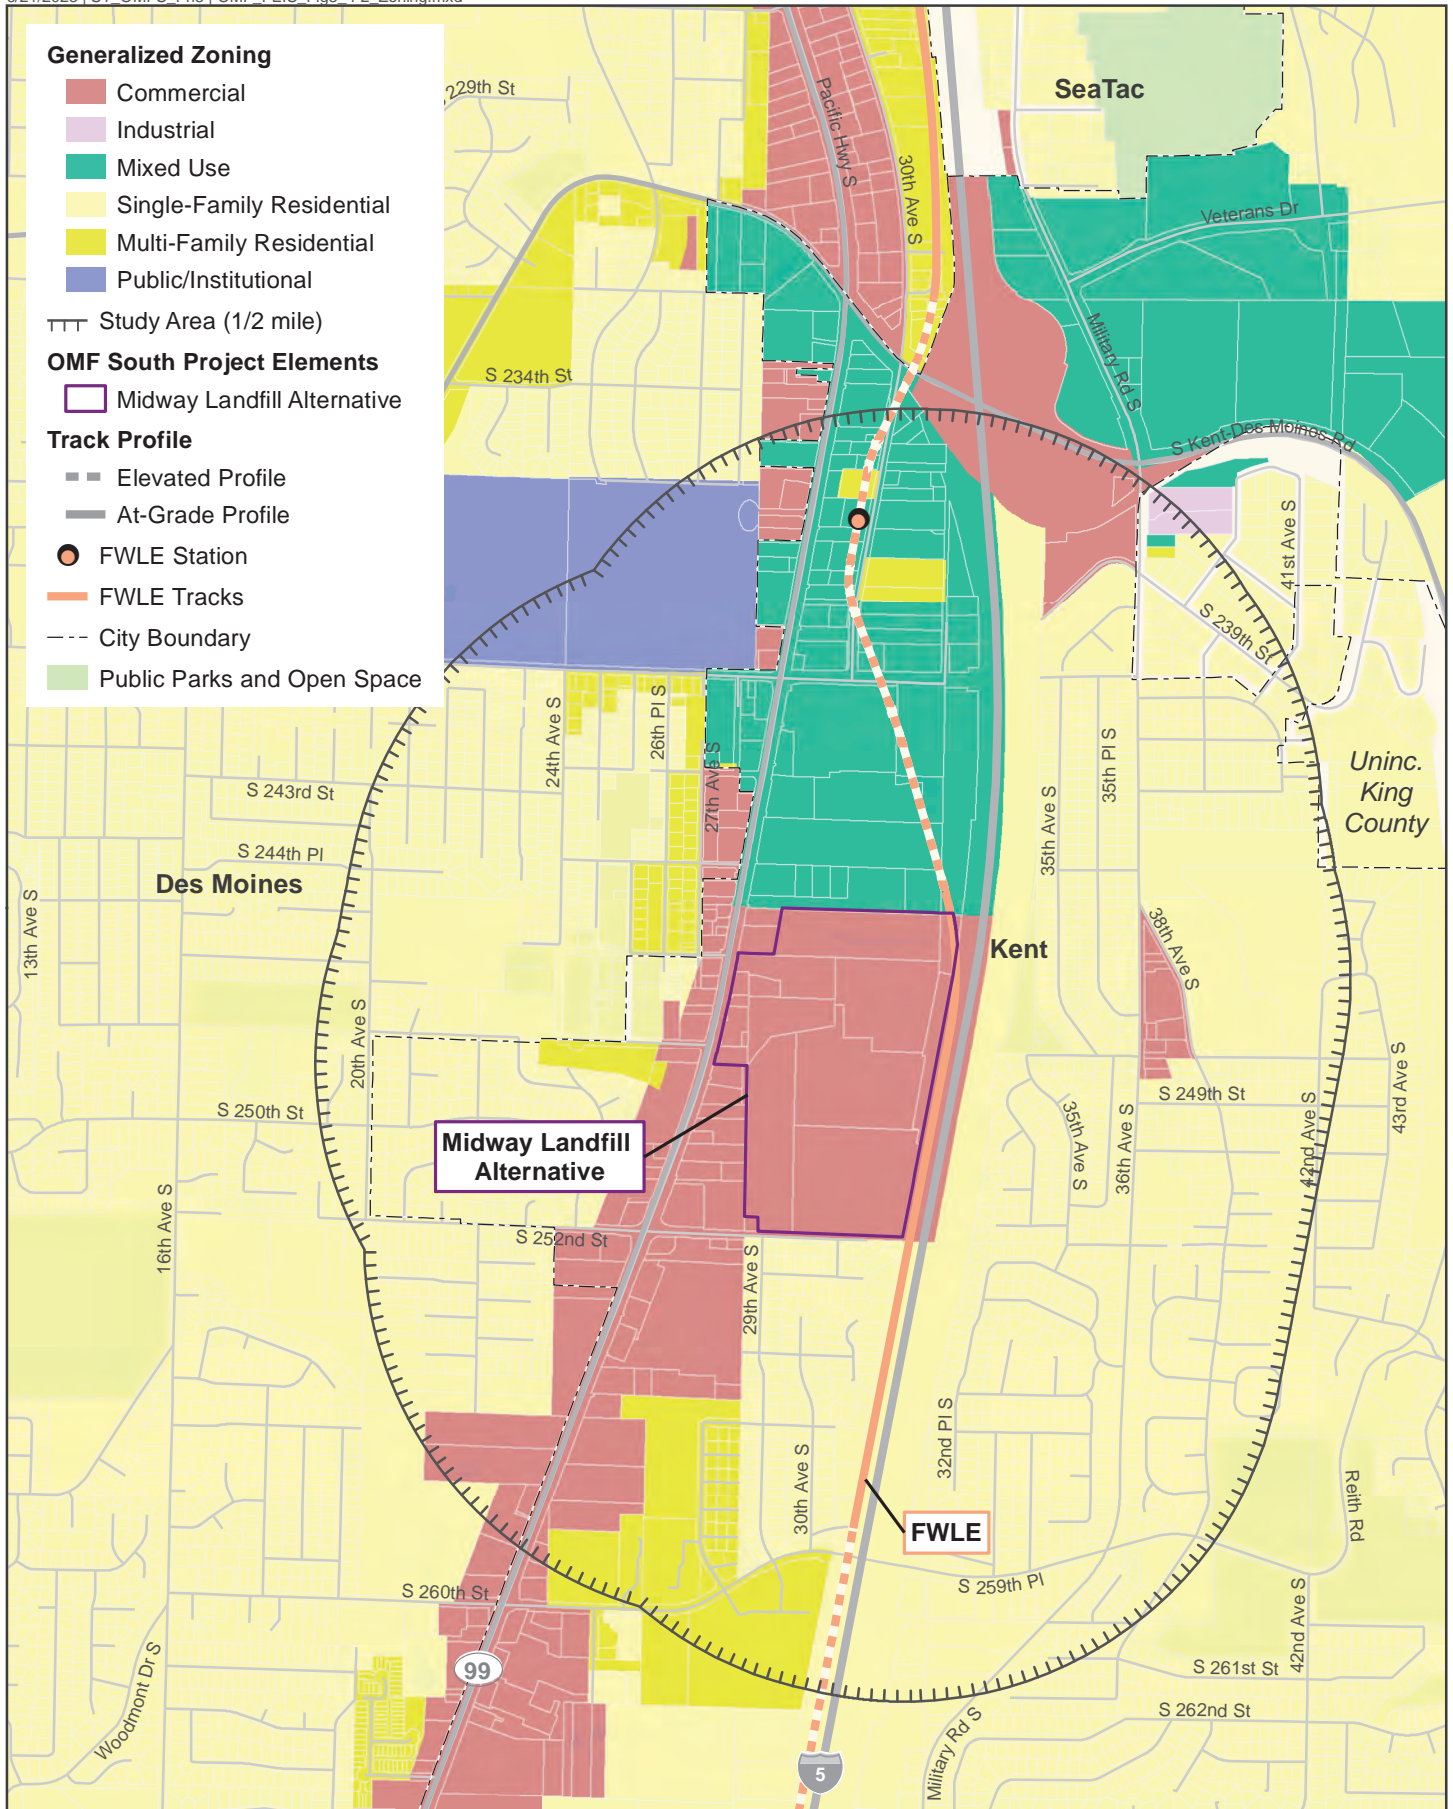 Generalized Zoning
Commercial
Industrial
Mixed Use
Single-Family Residential
Multi-Family Residential
Public/Institutional
Study Area (1/2 mile)
OMF South Project Elements
Midway Landfill Alternative
Track Profile
Elevated Profile
At-Grade Profile
FWLE Station
FWLE Tracks
City Boundary
Public Parks and Open Space
229th St
Pacific Hwy S
30th Ave S
SeaTac
Veterans Dr
Military Rd S
S 234th St
S Kent-Des Moines Rd
41st Ave S
S 239th St
24th Ave S
26th Pl S
27th Ave S
35th Ave S
35th Pl S
Uninc.
King
County
S 243rd St
S 244th Pl
Des Moines
13th Ave S
Kent
38th Ave S
20th Ave S
S 250th St
Midway Landfill
Alternative
S 249th St
35th Ave S
36th Ave S
42nd Ave S
43rd Ave S
16th Ave S
S 252nd St
29th Ave S
32nd Pl S
30th Ave S
Reith Rd
FWLE
S 259th Pl
S 260th St
42nd Ave S
99
Woodmont Dr S
S 261st St
S 262nd St
Military Rd S
5